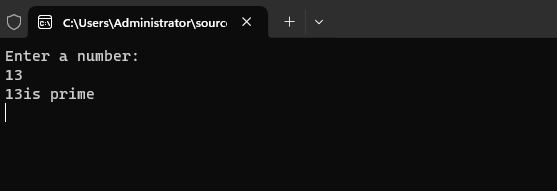 C:\Users\Administrator\sourc
Enter a number:
13
13is prime